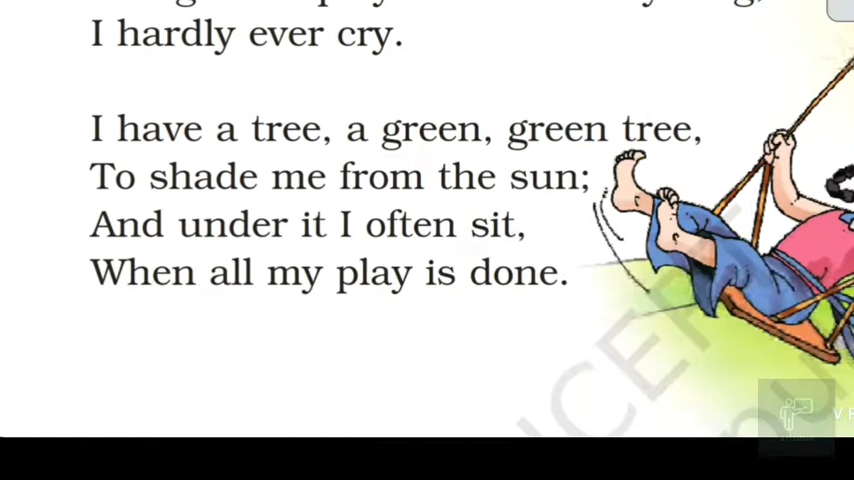 I hardly ever cry.
I have a tree, a green, green tree,
To shade me from the sun;
And under it I often sit,
When all my play is done.